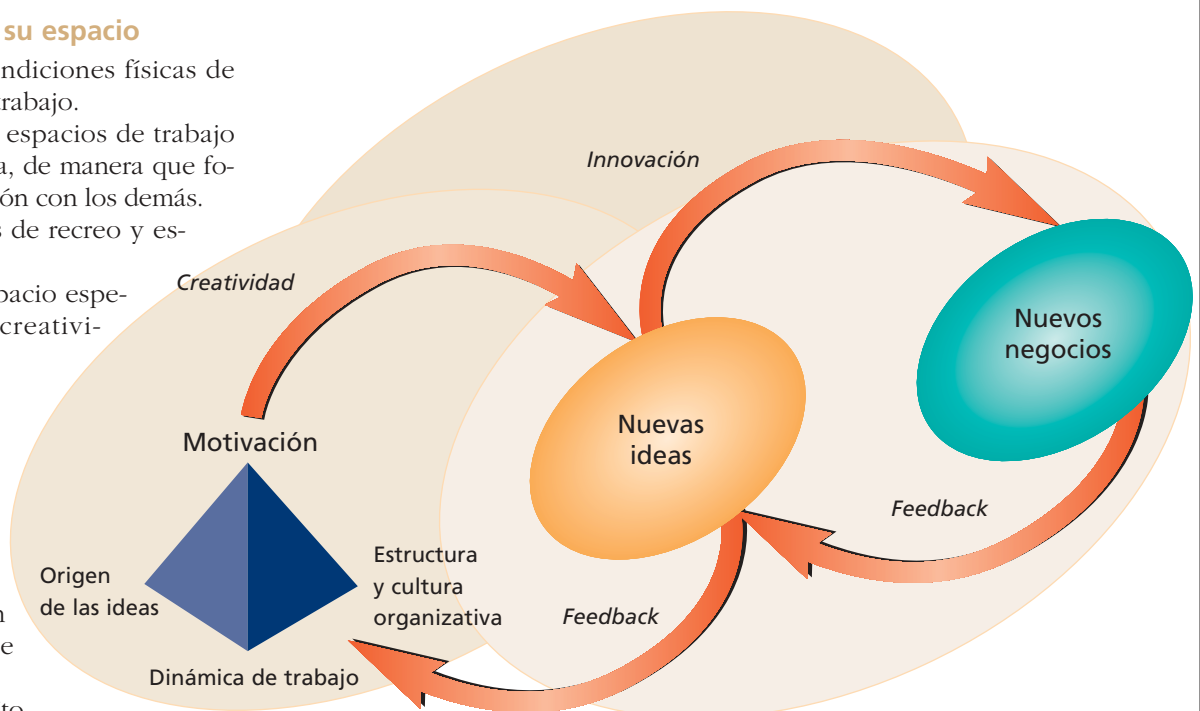 su espacio
ndiciones físicas de
trabajo.
espacios de trabajo
a, de manera que fo-
ón con los demás.
s de recreo y es-
pacio espe-
creativi-
n
e
to
Innovación
Creatividad
Nuevos
negocios
Nuevas
ideas
Motivación
Feedback
Origen
de las ideas
Estructura
y cultura
organizativa
Feedback
Dinámica de trabajo